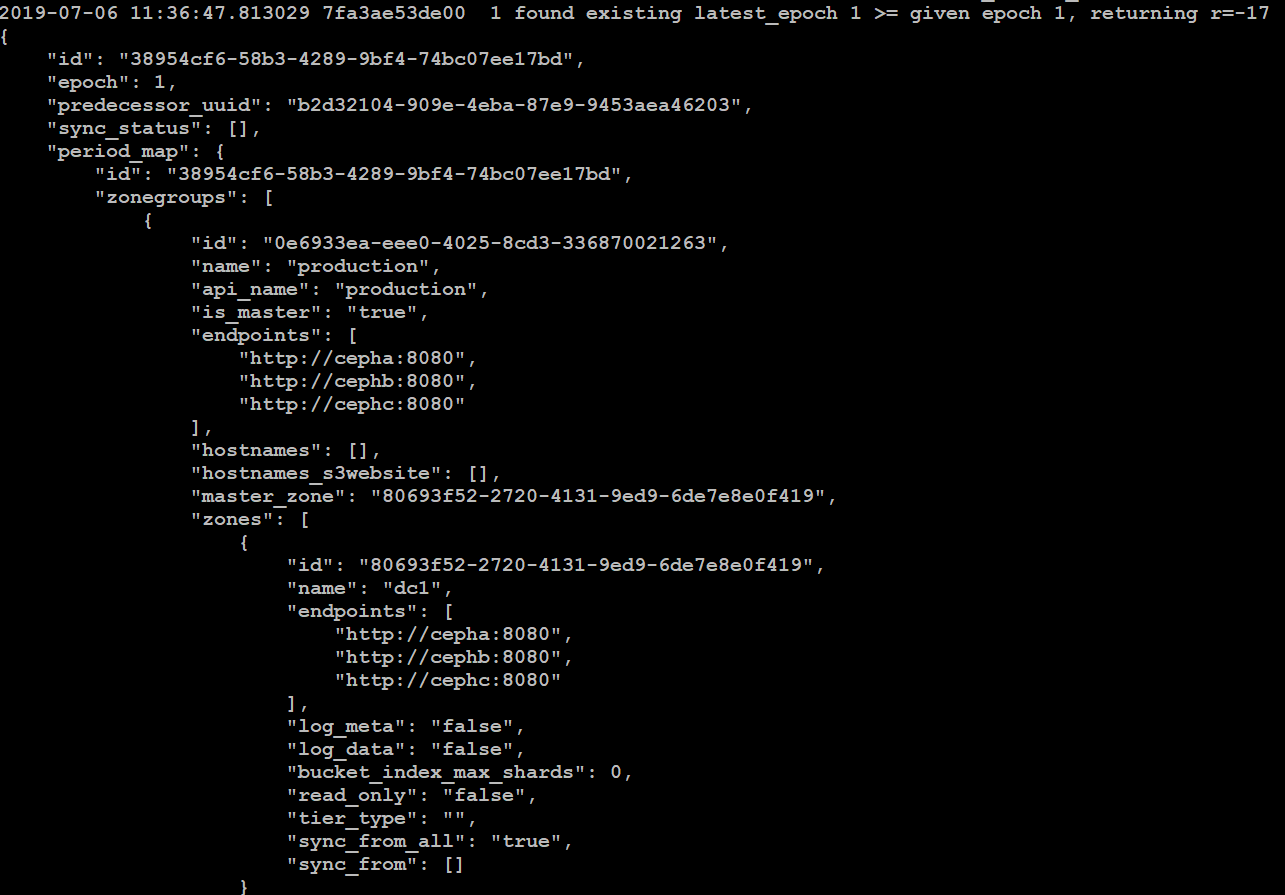 2019-07-06 11:36:47.813029 7fa3ae53de00  1 found existing latest_epoch 1 >= given epoch 1, returning r=-17
{
    "id": "38954cf6-58b3-4289-9bf4-74bc07ee17bd",
    "epoch": 1,
    "predecessor_uuid": "b2d32104-909e-4eba-87e9-9453aea46203",
    "sync_status": [],
    "period_map": {
        "id": "38954cf6-58b3-4289-9bf4-74bc07ee17bd",
        "zonegroups": [
            {
                "id": "0e6933ea-eee0-4025-8cd3-336870021263",
                "name": "production",
                "api_name": "production",
                "is_master": "true",
                "endpoints": [
                    "http://cepha:8080",
                    "http://cephb:8080",
                    "http://cephc:8080"
                ],
                "hostnames": [],
                "hostnames_s3website": [],
                "master_zone": "80693f52-2720-4131-9ed9-6de7e8e0f419",
                "zones": [
                    {
                        "id": "80693f52-2720-4131-9ed9-6de7e8e0f419",
                        "name": "dc1",
                        "endpoints": [
                            "http://cepha:8080",
                            "http://cephb:8080",
                            "http://cephc:8080"
                        ],
                        "log_meta": "false",
                        "log_data": "false",
                        "bucket_index_max_shards": 0,
                        "read_only": "false",
                        "tier_type": "",
                        "sync_from_all": "true",
                        "sync_from": []
                    }